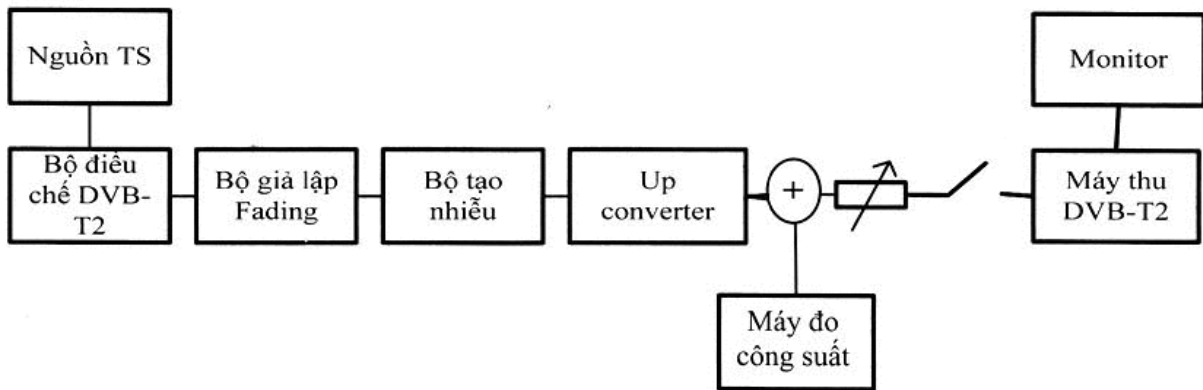 Nguồn TS
Monitor
Bộ điều
chế DVB-
T2
Bộ giả lập
Fading
Bộ tạo
nhiễu
Up
converter
+
Máy thu
DVB-T2
Máy đo
công suất